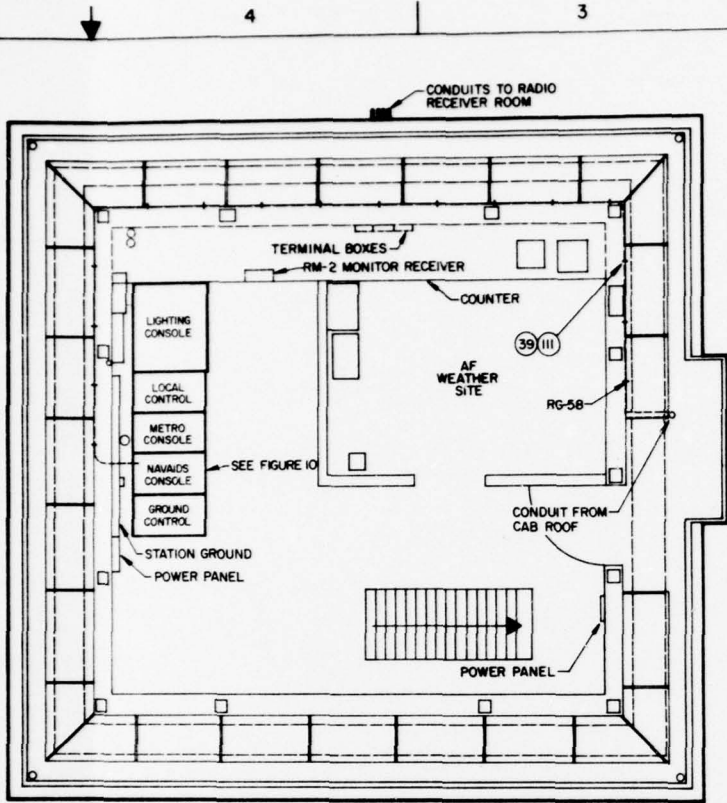 4
3
CONDUITS TO RADIO
RECEIVER ROOM
TERMINAL BOXES
RM-2 MONITOR RECEIVER
COUNTER
LIGHTING
CONSOLE
39 111
AF
WEATHER
SITE
LOCAL
CONTROL
RG-58
METRO
CONSOLE
NAVAIDS
CONSOLE
SEE FIGURE 10
GROUND
CONTROL
CONDUIT FROM
CAB ROOF
STATION GROUND
POWER PANEL
POWER PANEL